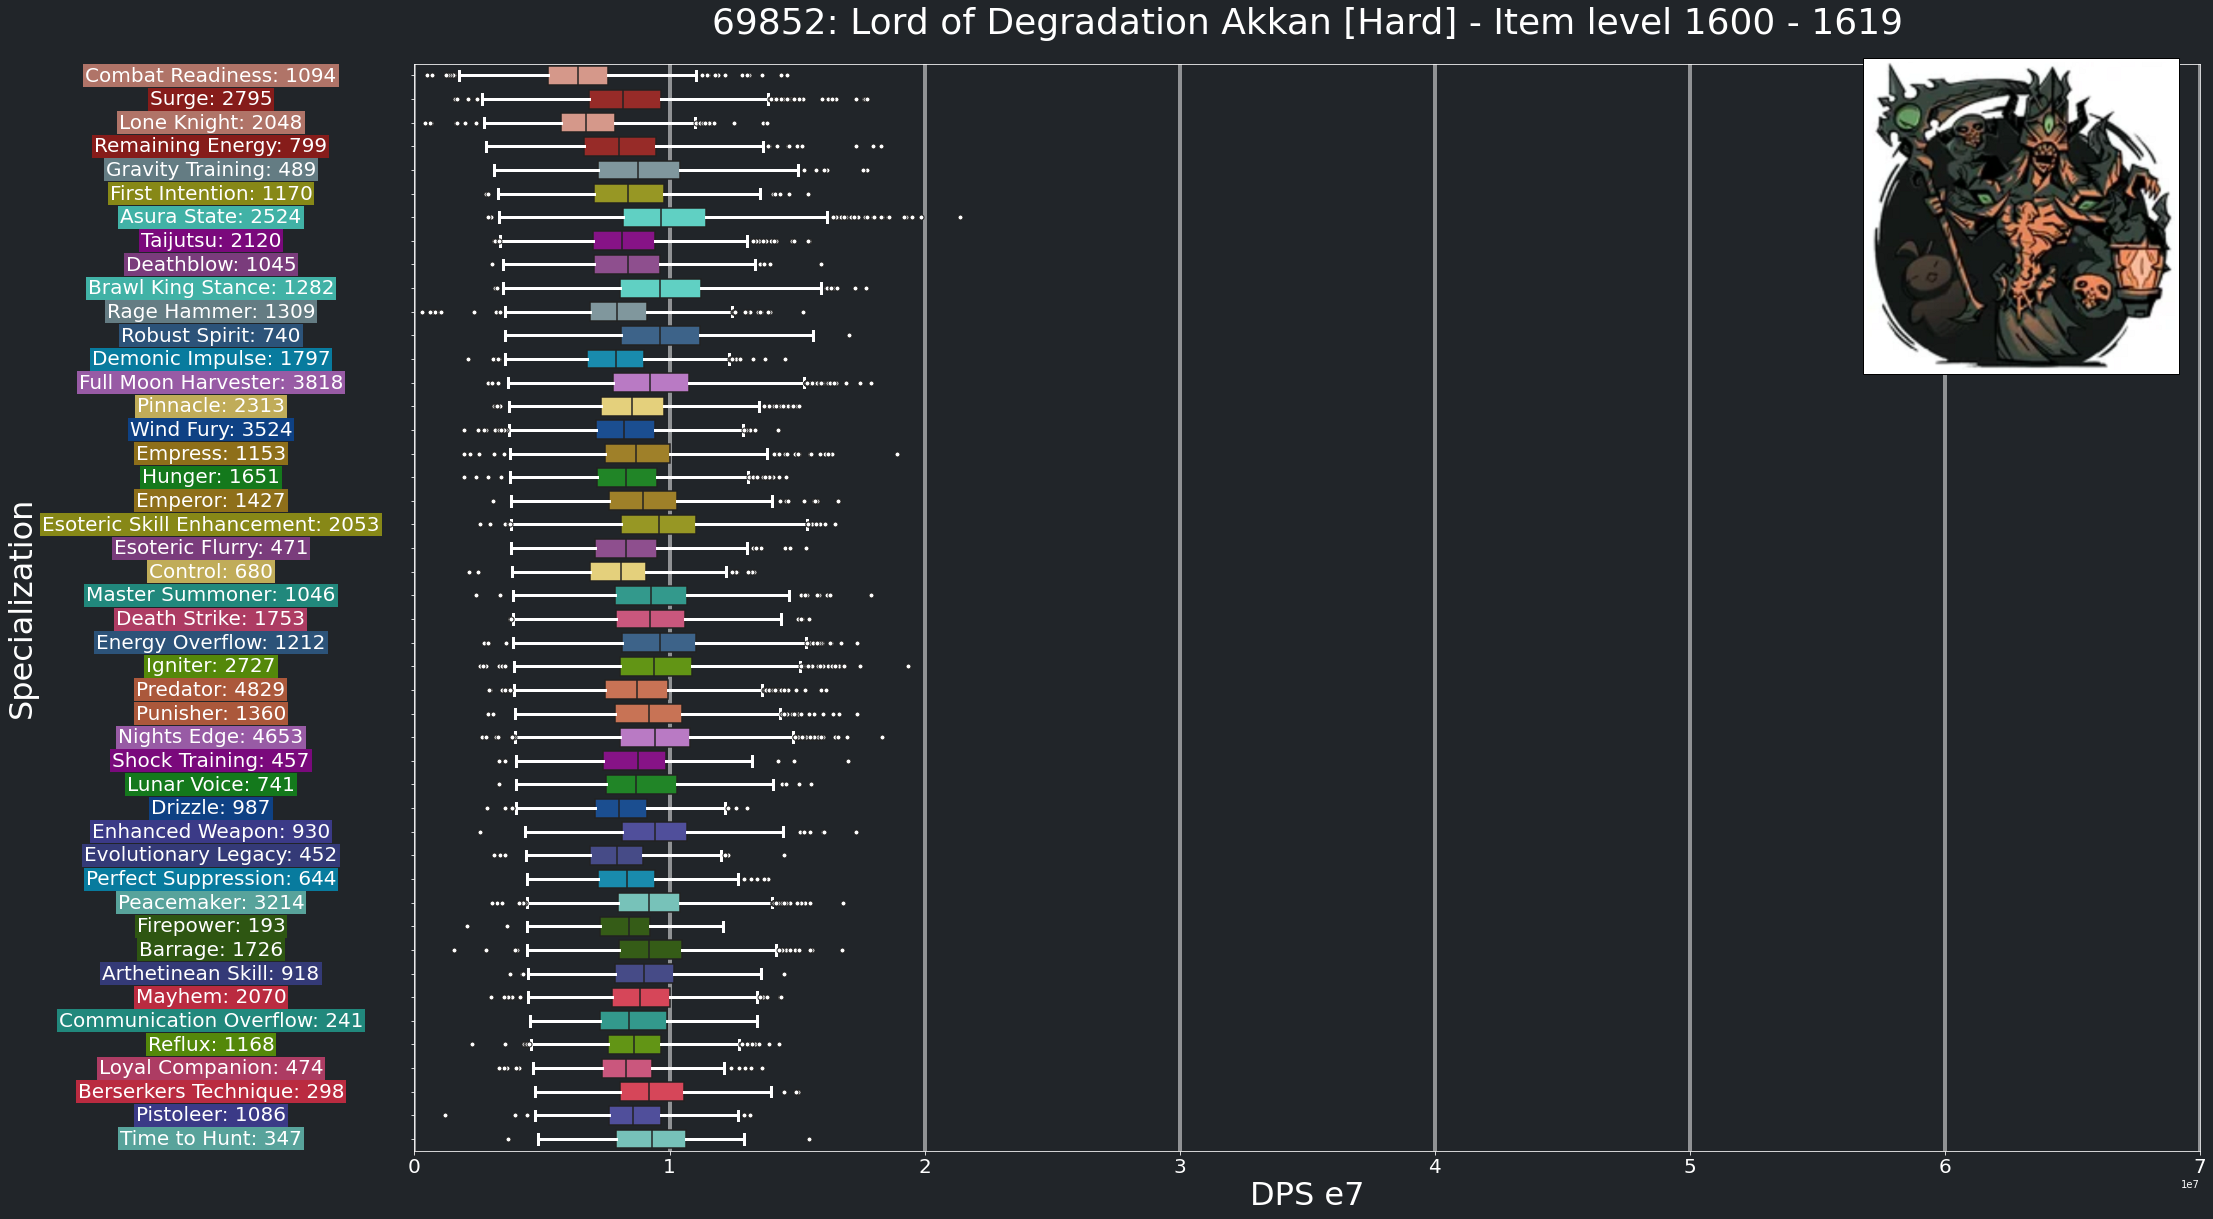 69852: Lord of Degradation Akkan [Hard] - Item level 1600 - 1619
Specialization
Combat Readiness: 1094
Surge: 2795
Lone Knight: 2048
Remaining Energy: 799
Gravity Training: 489
First Intention: 1170
Asura State: 2524
Taijutsu: 2120
Deathblow: 1045
Brawl King Stance: 1282
Rage Hammer: 1309
Robust Spirit: 740
Demonic Impulse: 1797
Full Moon Harvester: 3818
Pinnacle: 2313
Wind Fury: 3524
Empress: 1153
Hunger: 1651
Emperor: 1427
Esoteric Skill Enhancement: 2053
Esoteric Flurry: 471
Control: 680
Master Summoner: 1046
Death Strike: 1753
Energy Overflow: 1212
Igniter: 2727
Predator: 4829
Punisher: 1360
Nights Edge: 4653
Shock Training: 457
Lunar Voice: 741
Drizzle: 987
Enhanced Weapon: 930
Evolutionary Legacy: 452
Perfect Suppression: 644
Peacemaker: 3214
Firepower: 193
Barrage: 1726
Arthetinean Skill: 918
Mayhem: 2070
Communication Overflow: 241
Reflux: 1168
Loyal Companion: 474
Berserkers Technique: 298
Pistoleer: 1086
Time to Hunt: 347
0 1 2 3 4 5 6 7
1e7
DPS e7